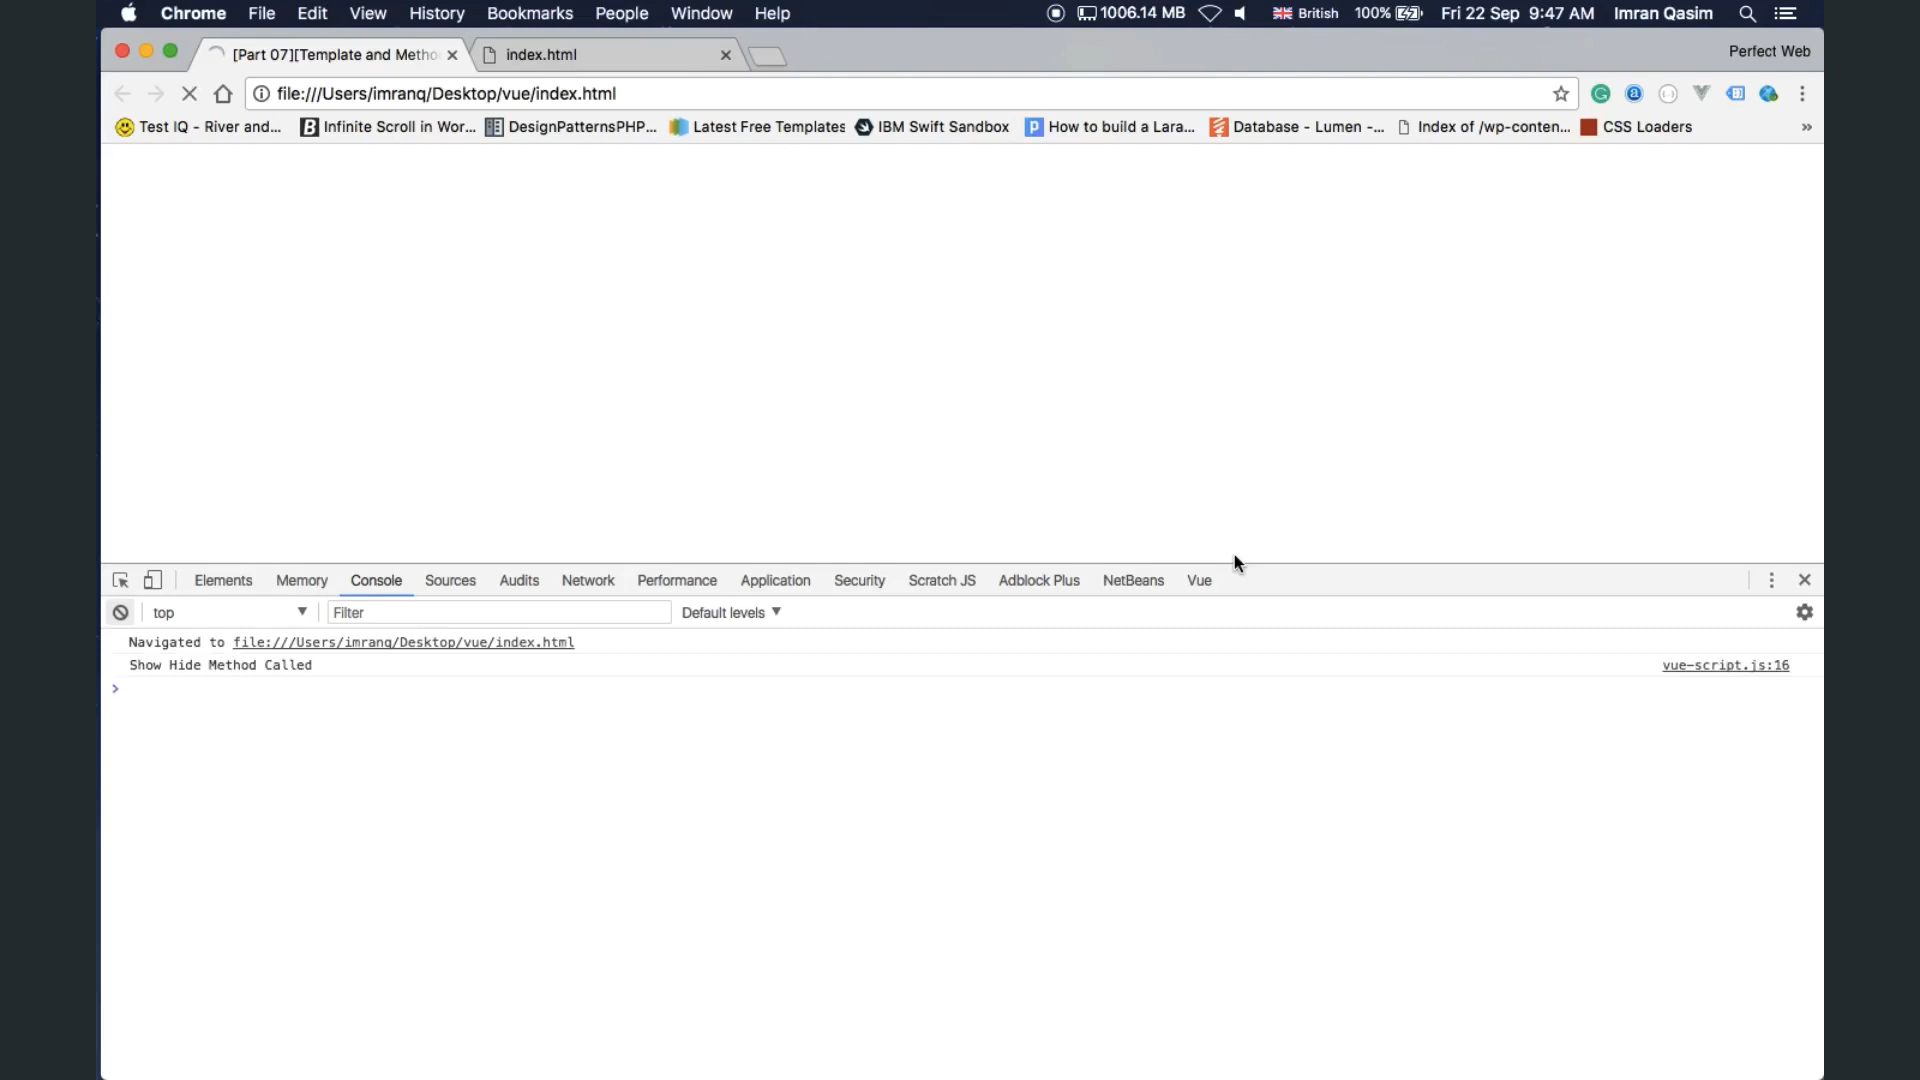 Chrome File Edit View History Bookmarks People Window Help 1006.14 MB British 100% Fri 22 Sep 9:47 AM Imran Qasim
[Part 07][Template and Metho index.html Perfect Web
file:///Users/imranq/Desktop/vue/index.html
Test IQ - River and... Infinite Scroll in Wor... DesignPatternsPHP... Latest Free Templates IBM Swift Sandbox How to build a Lara... Database - Lumen -... Index of /wp-conten... CSS Loaders »
Elements Memory Console Sources Audits Network Performance Application Security Scratch JS Adblock Plus NetBeans Vue
top Filter Default levels
Navigated to file:///Users/imranq/Desktop/vue/index.html
Show Hide Method Called vue-script.js:16